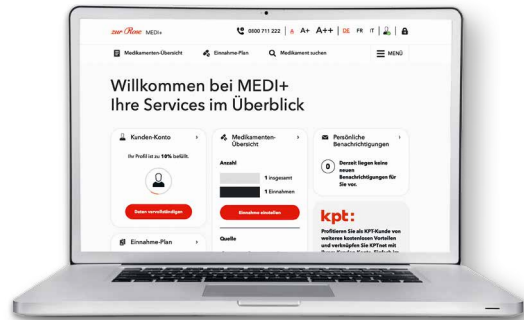 zur Rose MEDI+
0800 711 222 | A A+ A++ | DE FR IT
Medikamenten-Übersicht
Einnahme-Plan
Medikament suchen
MENÜ
Willkommen bei MEDI+
Ihre Services im Überblick
Kunden-Konto
Ihr Profil ist zu 10% befüllt.
Daten vervollständigen
Einnahme-Plan
Medikamenten-
Übersicht
Anzahl
1 insgesamt
1 Einnahmen
Einnahme einstellen
Quelle
Persönliche
Benachrichtigungen
0
Derzeit liegen keine
neuen
Benachrichtigungen für
Sie vor.
kpt:
Profitieren Sie als KPT-Kunde von
weiteren kostenlosen Vorteilen
und verknüpfen Sie KPTnet mit